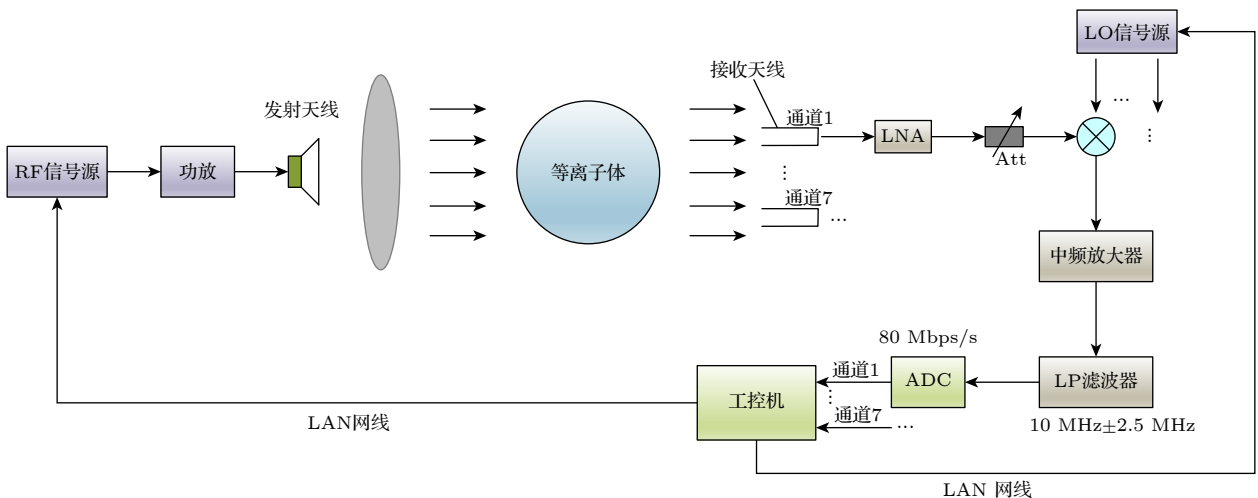 LO信号源
接收天线
发射天线
通道1
...
⋮
LNA
RF信号源
功放
等离子体
⋮
Att
通道7
...
中频放大器
80 Mbps/s
通道1
ADC
LP滤波器
工控机
⋮
通道7
...
LAN网线
10 MHz±2.5 MHz
LAN 网线